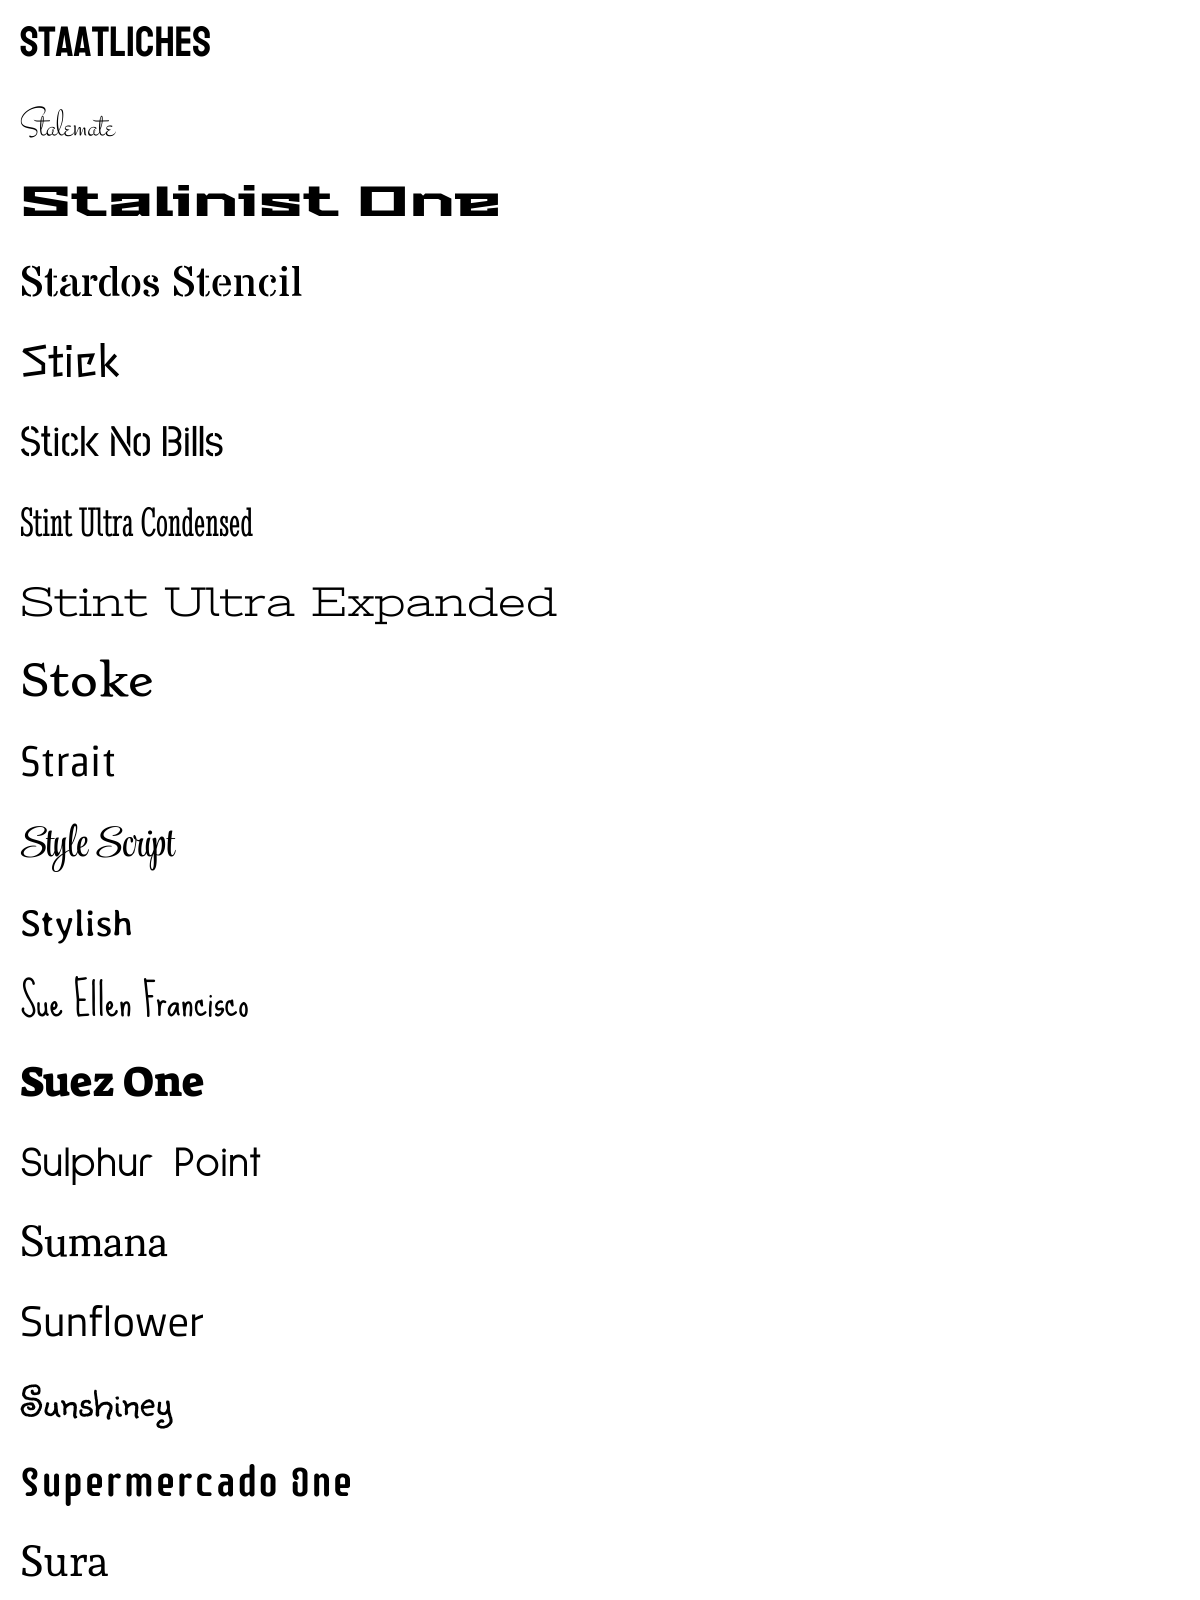 STAATLICHES
Stalemate
Stalinist One
Stardos Stencil
Stick
Stick No Bills
Stint Ultra Condensed
Stint Ultra Expanded
Stoke
Strait
Style Script
Stylish
Sue Ellen Francisco
Suez One
Sulphur Point
Sumana
Sunflower
Sunshiney
Supermercado One
Sura